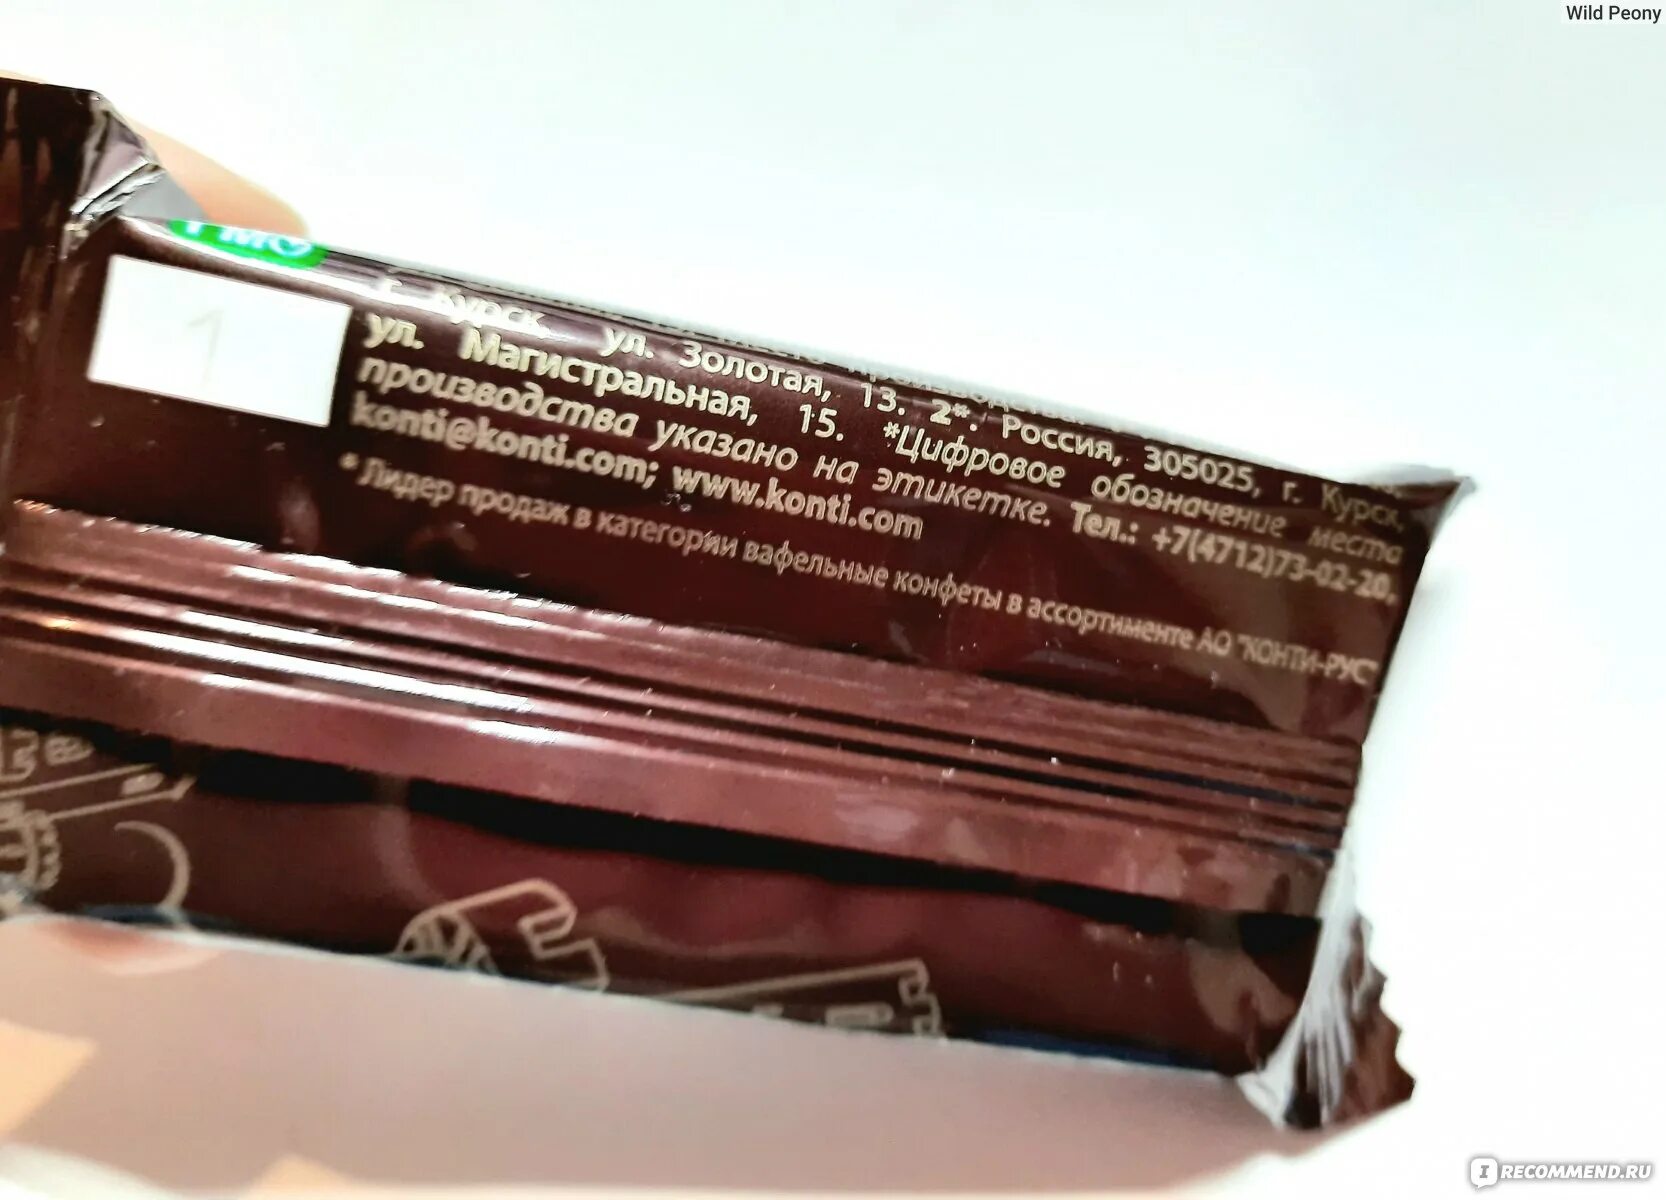 Wild Peony
ГМО
1
г. Курск, ул. Золотая, 13. 2*. Россия, 305025, г. Курск,
ул. Магистральная, 15. *Цифровое обозначение места
производства указано на этикетке. Тел.: +7(4712)73-02-20,
konti@konti.com; www.konti.com
* Лидер продаж в категории вафельные конфеты в ассортименте АО "КОНТИ-РУС"
IRECOMMEND.RU